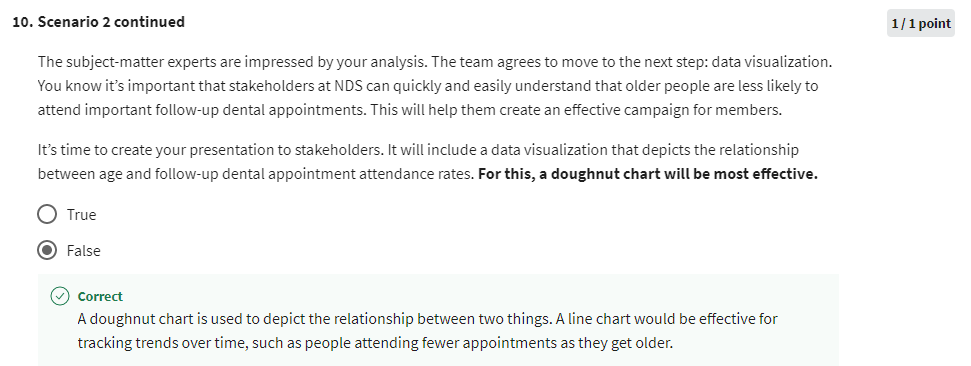 10. Scenario 2 continued
1 / 1 point
The subject-matter experts are impressed by your analysis. The team agrees to move to the next step: data visualization.
You know it's important that stakeholders at NDS can quickly and easily understand that older people are less likely to
attend important follow-up dental appointments. This will help them create an effective campaign for members.
It's time to create your presentation to stakeholders. It will include a data visualization that depicts the relationship
between age and follow-up dental appointment attendance rates. For this, a doughnut chart will be most effective.
True
False
Correct
A doughnut chart is used to depict the relationship between two things. A line chart would be effective for
tracking trends over time, such as people attending fewer appointments as they get older.